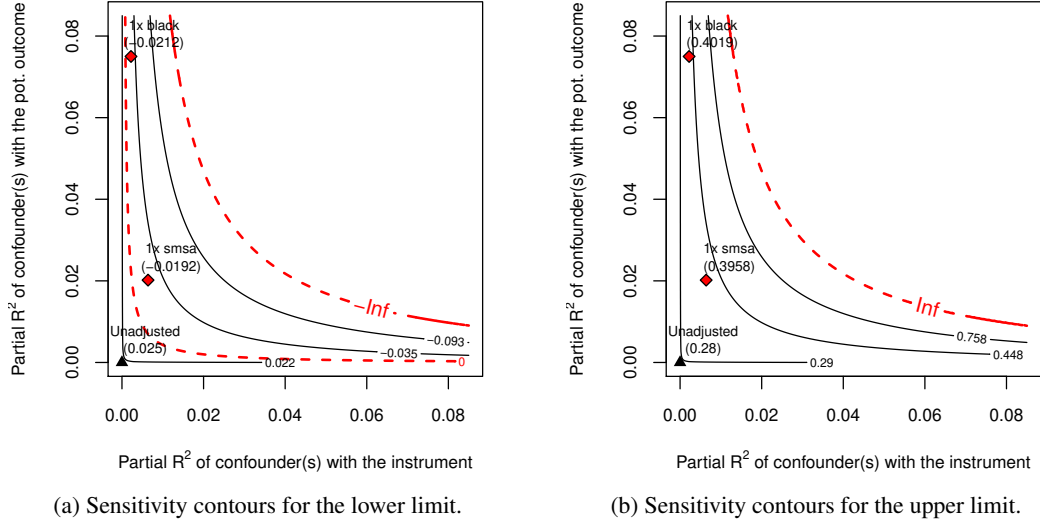 Partial R² of confounder(s) with the pot. outcome
0.08
0.06
0.04
0.02
0.00
1x black
(−0.0212)
1x smsa
(−0.0192)
Unadjusted
(0.025)
−Inf
−0.093
−0.035
0.022
0
0.00
0.02
0.04
0.06
0.08
Partial R² of confounder(s) with the instrument
(a) Sensitivity contours for the lower limit.
Partial R² of confounder(s) with the pot. outcome
0.08
0.06
0.04
0.02
0.00
1x black
(0.4019)
1x smsa
(0.3958)
Unadjusted
(0.28)
Inf
0.758
0.448
0.29
0.00
0.02
0.04
0.06
0.08
Partial R² of confounder(s) with the instrument
(b) Sensitivity contours for the upper limit.